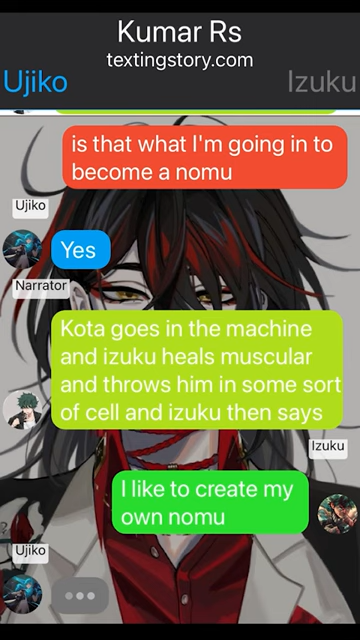 Kumar Rs
textingstory.com
Ujiko
Izuku
is that what I'm going in to
become a nomu
Ujiko
Yes
Narrator
Kota goes in the machine
and izuku heals muscular
and throws him in some sort
of cell and izuku then says
Izuku
I like to create my
own nomu
Ujiko